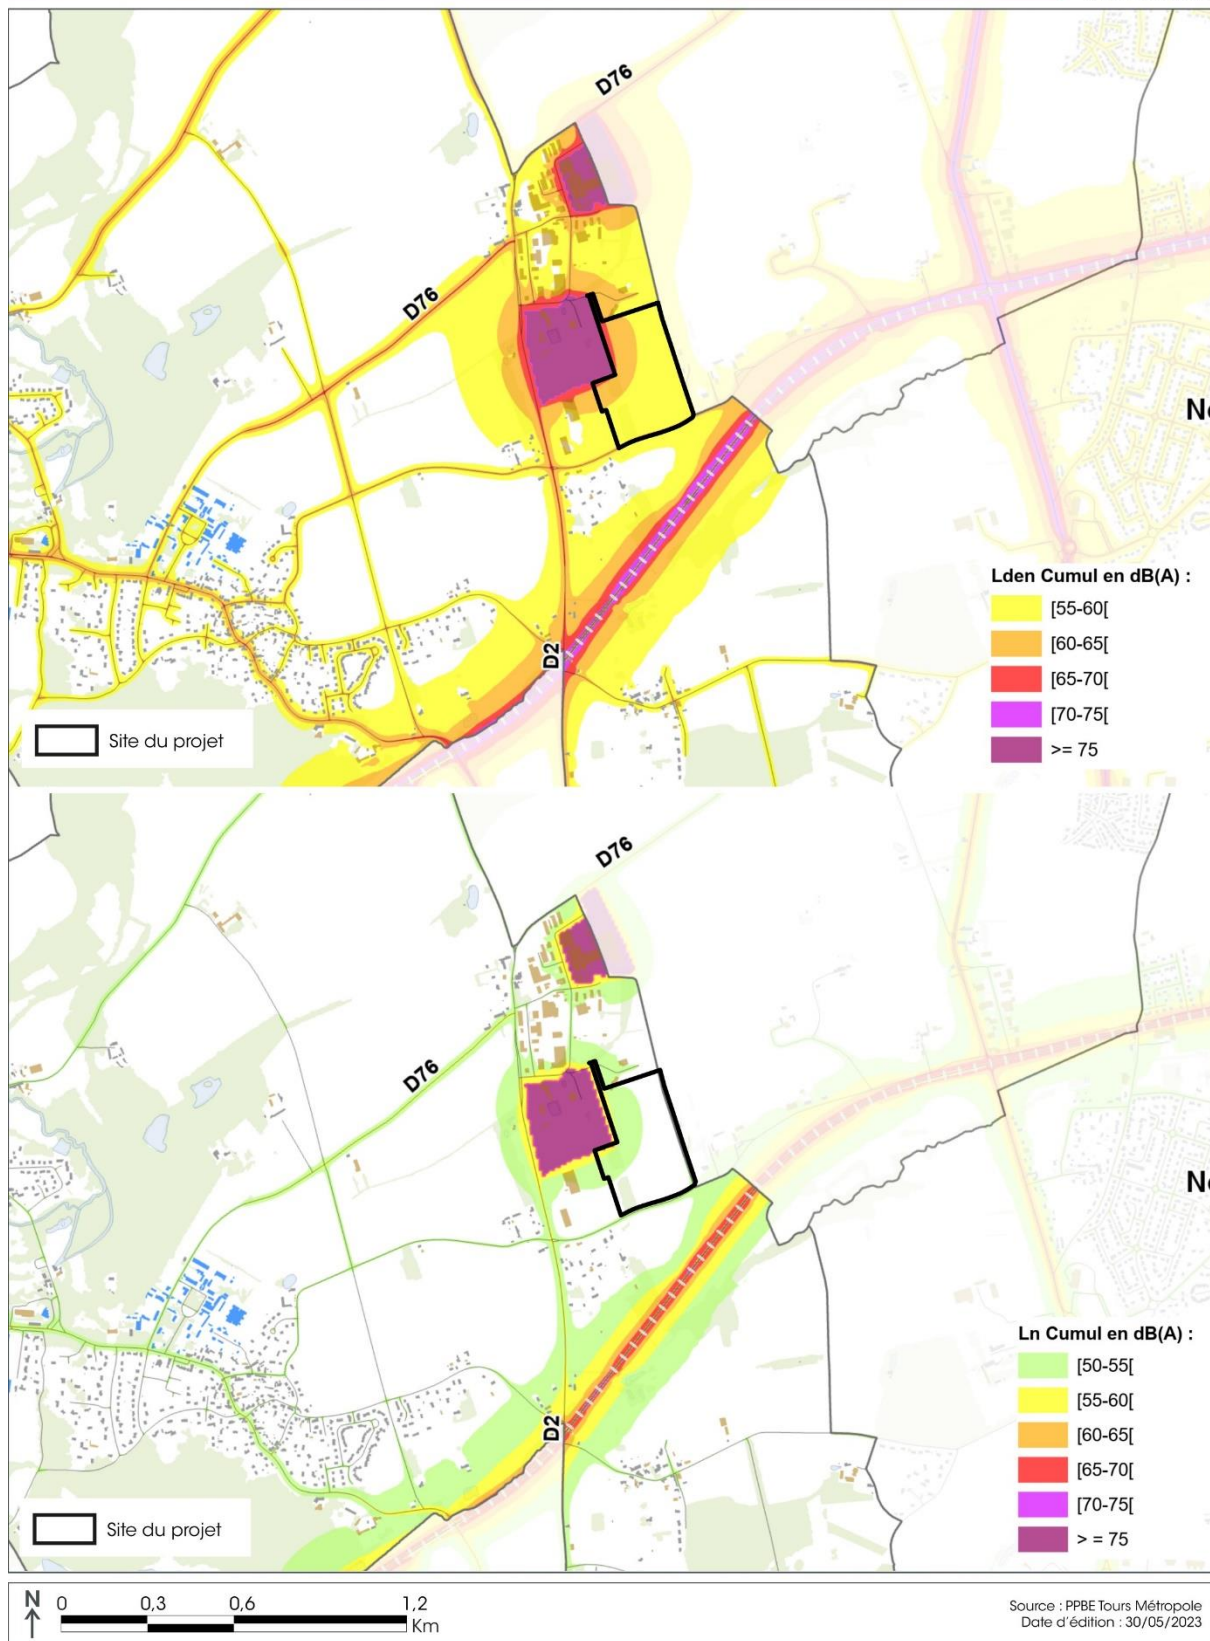 D76
D76
No
Lden Cumul en dB(A) :
[55-60[
[60-65[
[65-70[
[70-75[
>= 75
D2
Site du projet
D76
D76
Ln Cumul en dB(A) :
[50-55[
[55-60[
[60-65[
[65-70[
[70-75[
> = 75
D2
Site du projet
N
0 0,3 0,6 1,2
Km
Source : PPBE Tours Métropole
Date d'édition : 30/05/2023